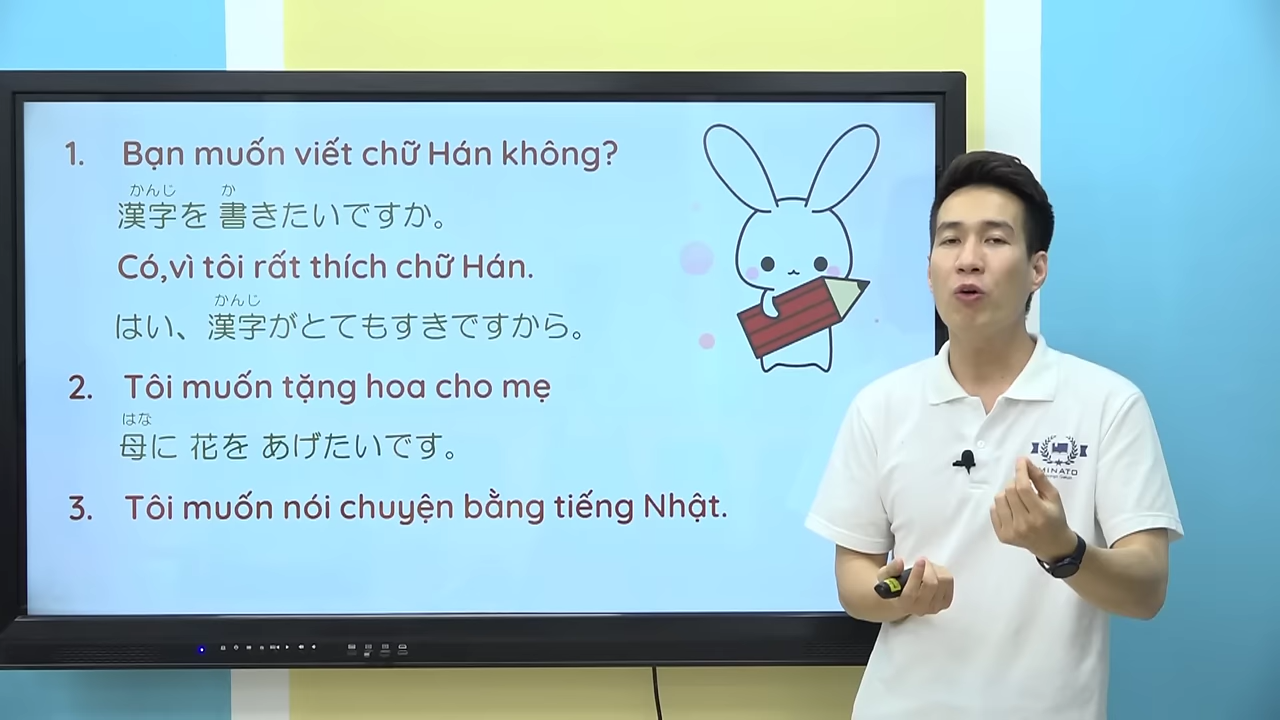 1. Bạn muốn viết chữ Hán không?
かんじ か
漢字を 書きたいですか。
Có,vì tôi rất thích chữ Hán.
かんじ
はい、漢字がとてもすきですから。
2. Tôi muốn tặng hoa cho mẹ
はな
母に 花を あげたいです。
3. Tôi muốn nói chuyện bằng tiếng Nhật.
MINATO